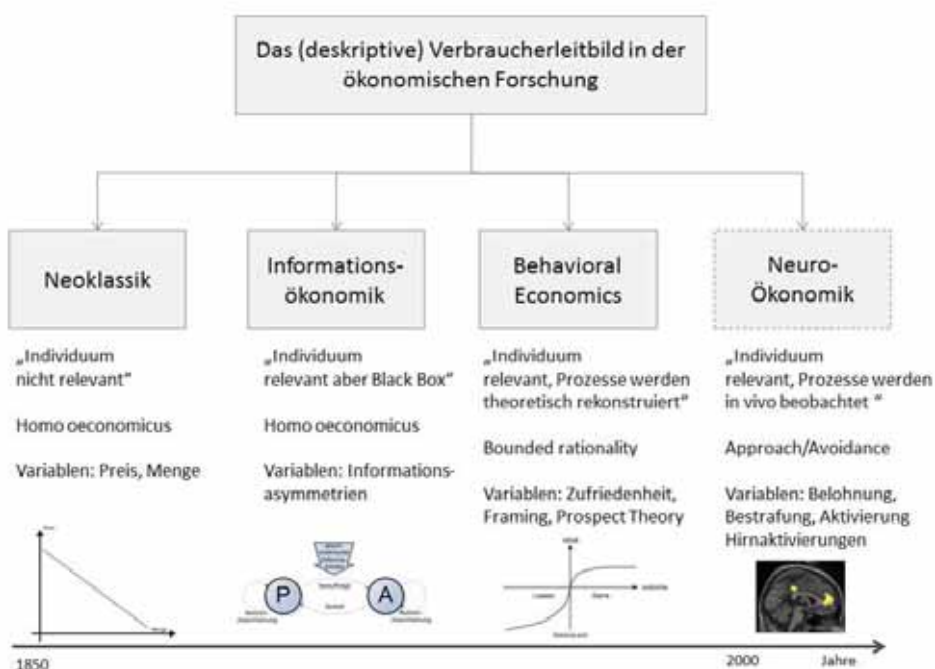 Das (deskriptive) Verbraucherleitbild in der
ökonomischen Forschung
Neoklassik
„Individuum
nicht relevant“
Homo oeconomicus
Variablen: Preis, Menge
Informations-
ökonomik
„Individuum
relevant aber Black Box“
Homo oeconomicus
Variablen: Informations-
asymmetrien
P
A
Behavioral
Economics
„Individuum
relevant, Prozesse werden
theoretisch rekonstruiert“
Bounded rationality
Variablen: Zufriedenheit,
Framing, Prospect Theory
Losses
Gains
Neuro-
Ökonomik
„Individuum
relevant, Prozesse werden
in vivo beobachtet “
Approach/Avoidance
Variablen: Belohnung,
Bestrafung, Aktivierung
Hirnaktivierungen
1850
2000
Jahre